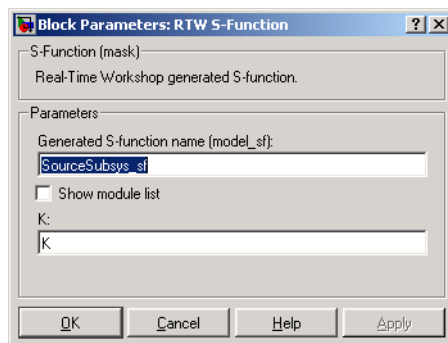 Block Parameters: RTW S-Function
S-Function (mask)
Real-Time Workshop generated S-function.
Parameters
Generated S-function name (model_sf):
SourceSubsys_sf
Show module list
K:
K
OK Cancel Help Apply